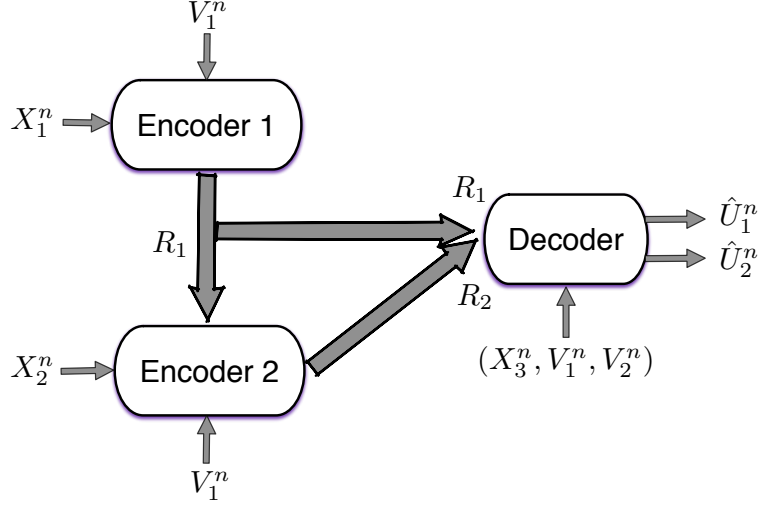 V_1^n
X_1^n
Encoder 1
R_1
Û_1^n
R_1
Decoder
Û_2^n
R_2
X_2^n
Encoder 2
(X_3^n, V_1^n, V_2^n)
V_1^n